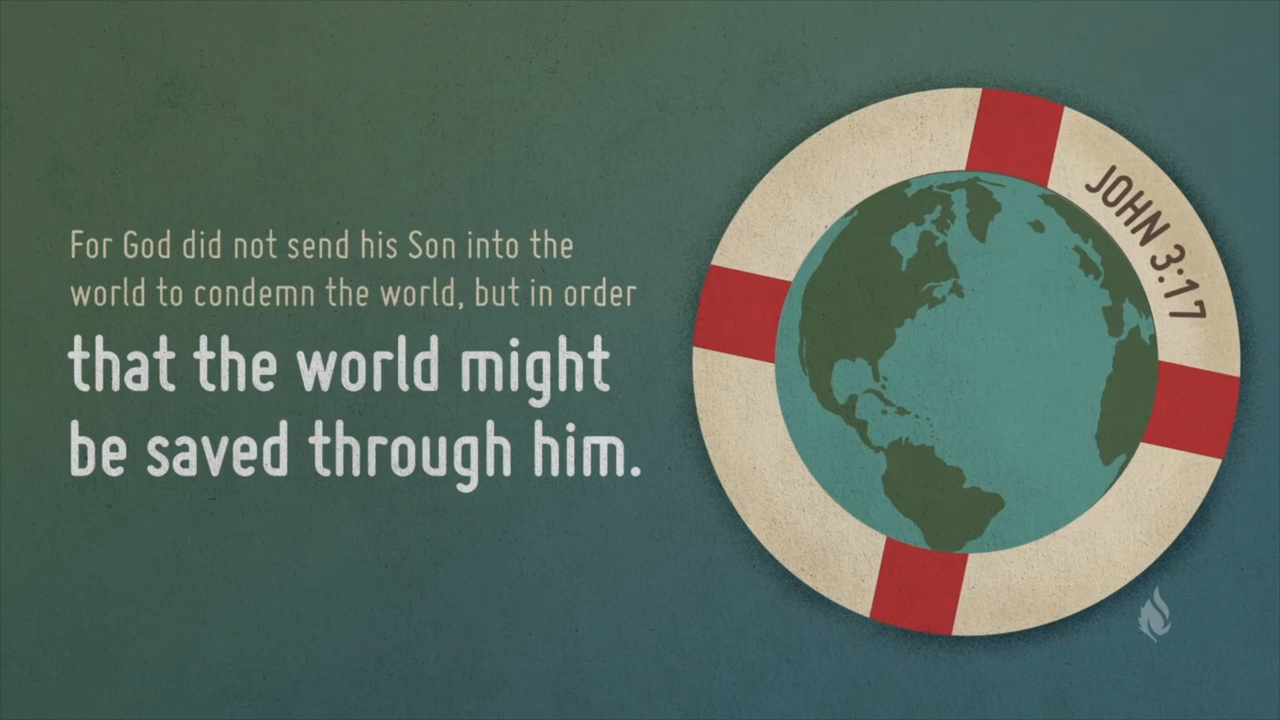 For God did not send his Son into the
world to condemn the world, but in order
that the world might
be saved through him.
JOHN 3:17